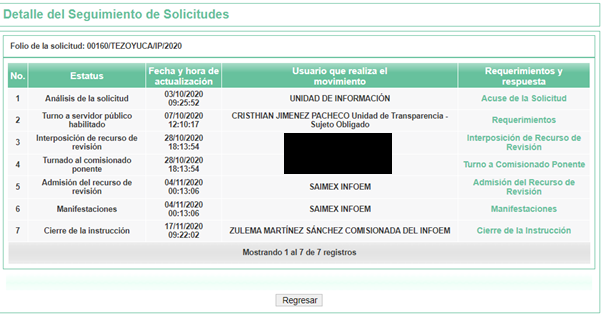 Detalle del Seguimiento de Solicitudes
Folio de la solicitud: 00160/TEZOYUCA/IP/2020
No. Estatus Fecha y hora de actualización Usuario que realiza el movimiento Requerimientos y respuesta
1 Análisis de la solicitud 03/10/2020 09:25:52 UNIDAD DE INFORMACIÓN Acuse de la Solicitud
2 Turno a servidor público habilitado 07/10/2020 12:10:17 CRISTHIAN JIMENEZ PACHECO Unidad de Transparencia - Sujeto Obligado Requerimientos
3 Interposición de recurso de revisión 28/10/2020 18:13:54 Interposición de Recurso de Revisión
4 Turnado al comisionado ponente 28/10/2020 18:13:54 Turno a Comisionado Ponente
5 Admisión del recurso de revisión 04/11/2020 00:13:06 SAIMEX INFOEM Admisión del Recurso de Revisión
6 Manifestaciones 04/11/2020 00:13:06 SAIMEX INFOEM Manifestaciones
7 Cierre de la instrucción 17/11/2020 09:22:02 ZULEMA MARTÍNEZ SÁNCHEZ COMISIONADA DEL INFOEM Cierre de la Instrucción
Mostrando 1 al 7 de 7 registros
Regresar